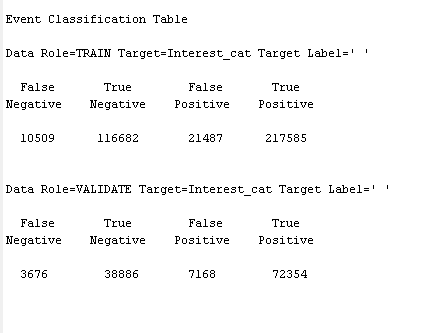 Event Classification Table
Data Role=TRAIN Target=Interest_cat Target Label=' '
False True False True
Negative Negative Positive Positive
10509 116682 21487 217585
Data Role=VALIDATE Target=Interest_cat Target Label=' '
False True False True
Negative Negative Positive Positive
3676 38886 7168 72354